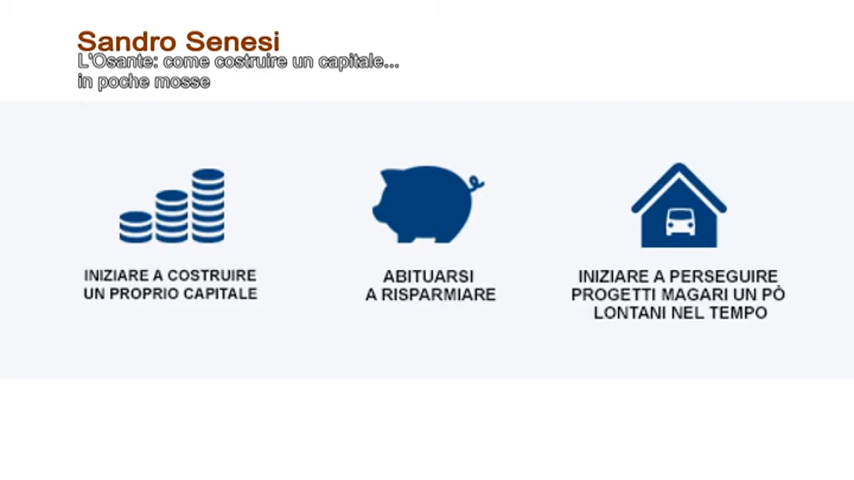 Sandro Senesi
L'Osante: come costruire un capitale...
in poche mosse
INIZIARE A COSTRUIRE
UN PROPRIO CAPITALE
ABITUARSI
A RISPARMIARE
INIZIARE A PERSEGUIRE
PROGETTI MAGARI UN PÒ
LONTANI NEL TEMPO